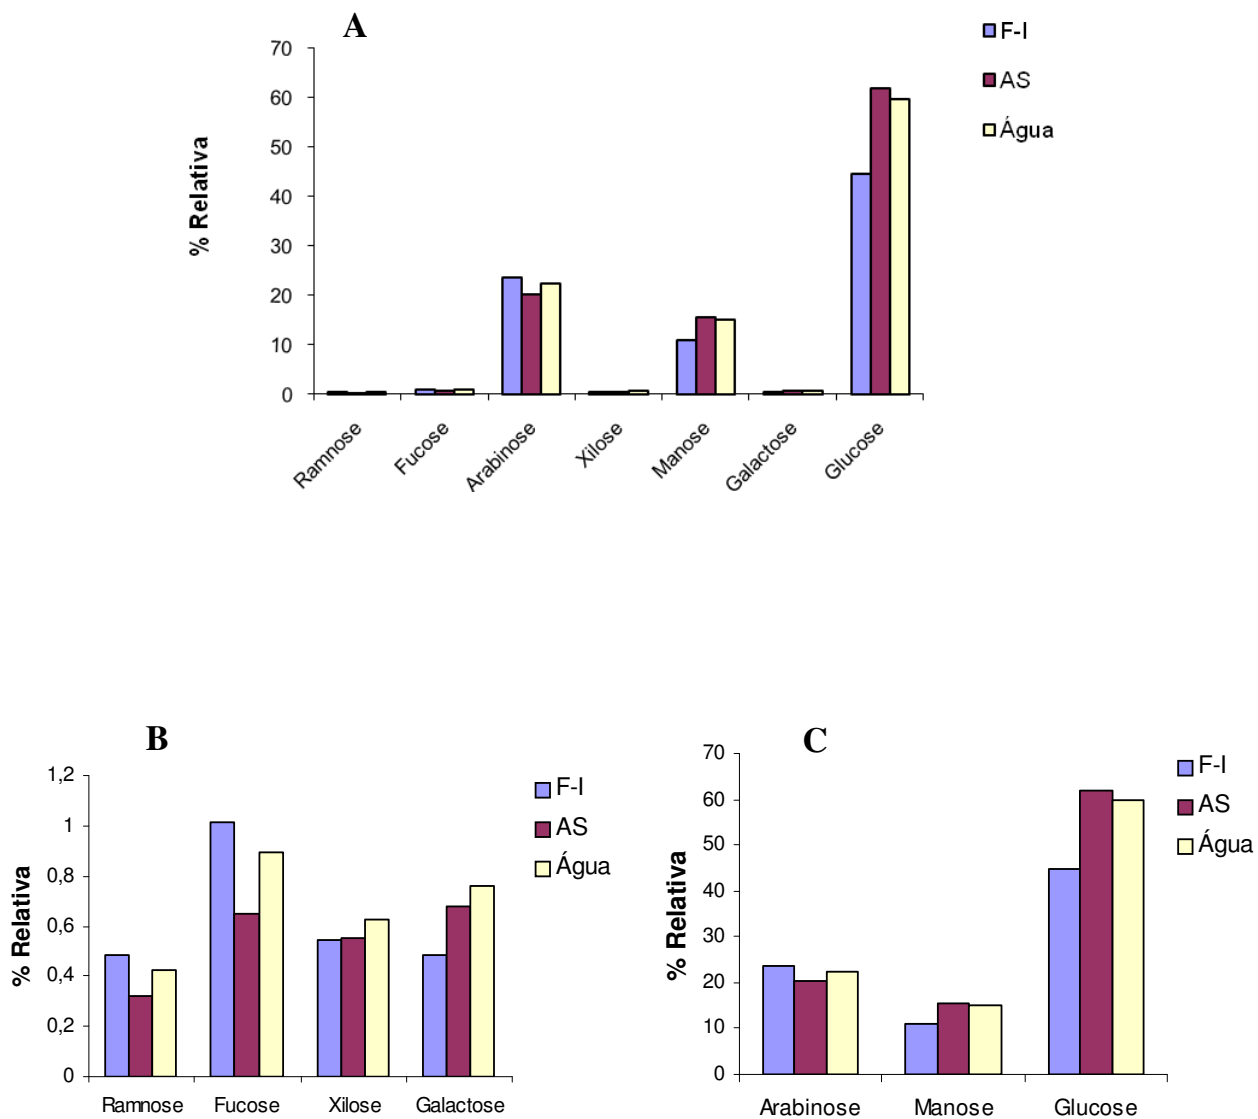 A
F-I
AS
Água
% Relativa
70
60
50
40
30
20
10
0
Ramnose
Fucose
Arabinose
Xilose
Manose
Galactose
Glucose
B
F-I
AS
Água
% Relativa
1,2
1
0,8
0,6
0,4
0,2
0
Ramnose
Fucose
Xilose
Galactose
C
F-I
AS
Água
% Relativa
70
60
50
40
30
20
10
0
Arabinose
Manose
Glucose